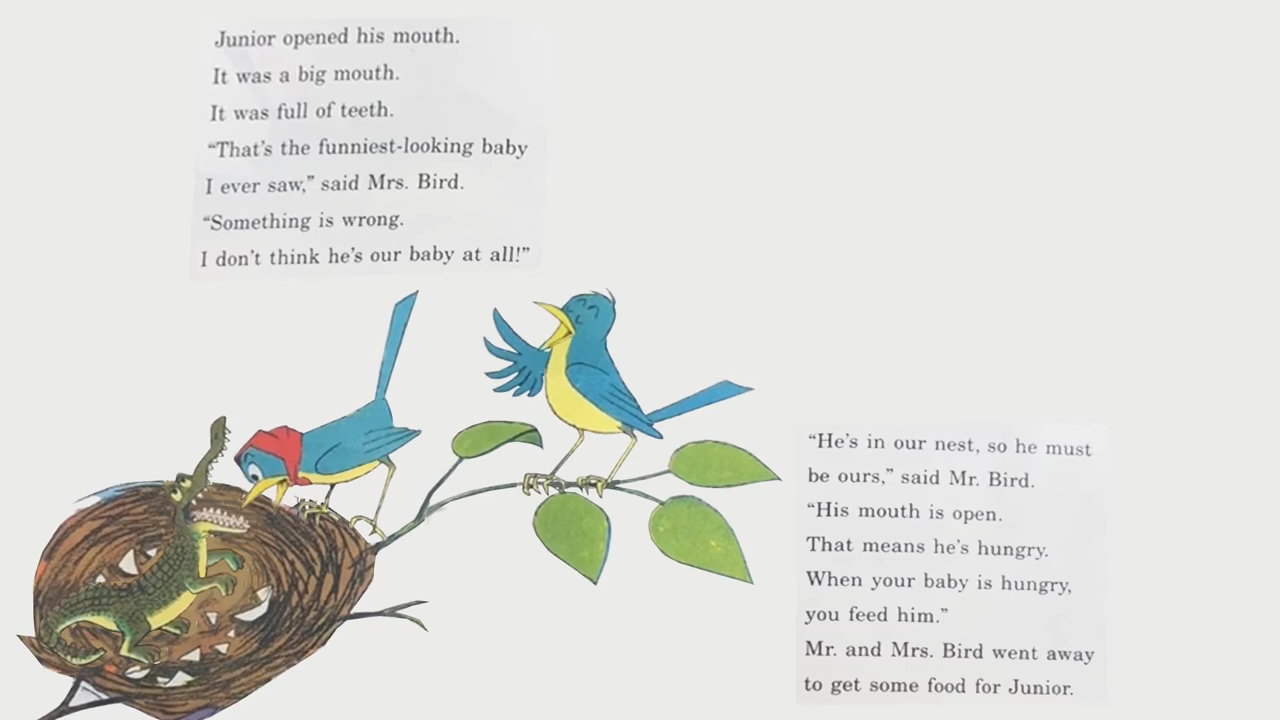 Junior opened his mouth.
It was a big mouth.
It was full of teeth.
“That’s the funniest-looking baby
I ever saw,” said Mrs. Bird.
“Something is wrong.
I don’t think he’s our baby at all!”
“He’s in our nest, so he must
be ours,” said Mr. Bird.
“His mouth is open.
That means he’s hungry.
When your baby is hungry,
you feed him.”
Mr. and Mrs. Bird went away
to get some food for Junior.